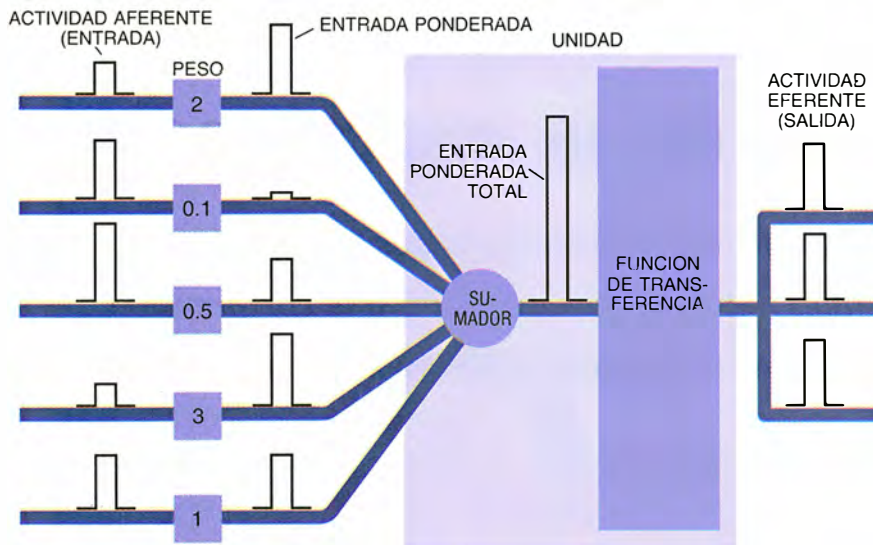 ACTIVIDAD AFERENTE
(ENTRADA)
PESO
ENTRADA PONDERADA
2
0.1
0.5
3
1
UNIDAD
SU-
MADOR
ENTRADA
PONDERADA
TOTAL
FUNCION
DE TRANS-
FERENCIA
ACTIVIDAD
EFERENTE
(SALIDA)